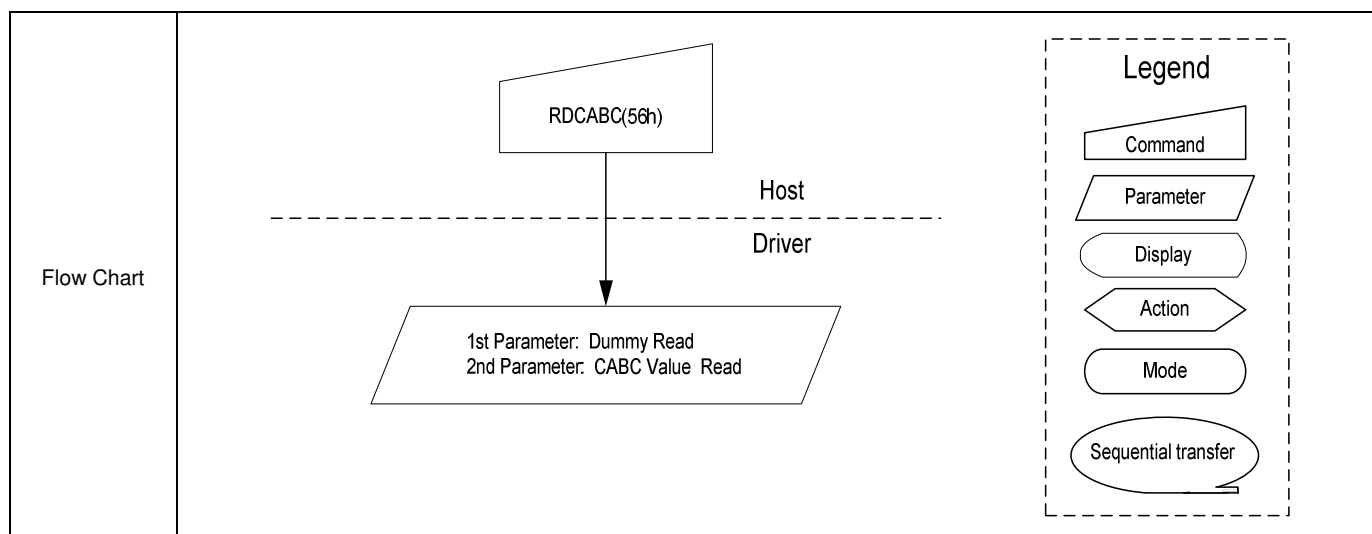 Flow Chart
RDCABC(56h)
Host
Driver
1st Parameter: Dummy Read
2nd Parameter: CABC Value Read
Legend
Command
Parameter
Display
Action
Mode
Sequential transfer